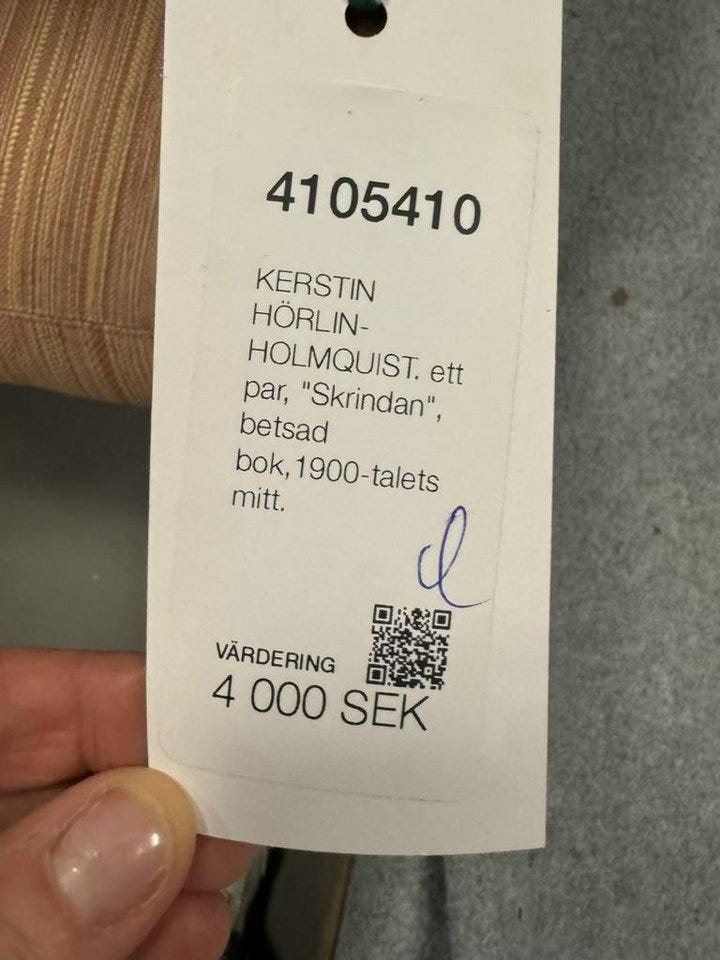 4105410
KERSTIN
HÖRLIN-
HOLMQUIST. ett
par, "Skrindan",
betsad
bok,1900-talets
mitt.
VÄRDERING
4 000 SEK